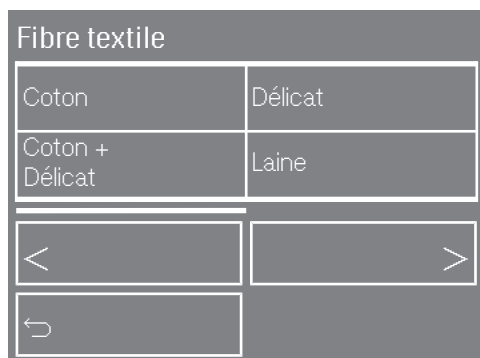 Fibre textile
Coton
Délicat
Coton +
Délicat
Laine
<
>